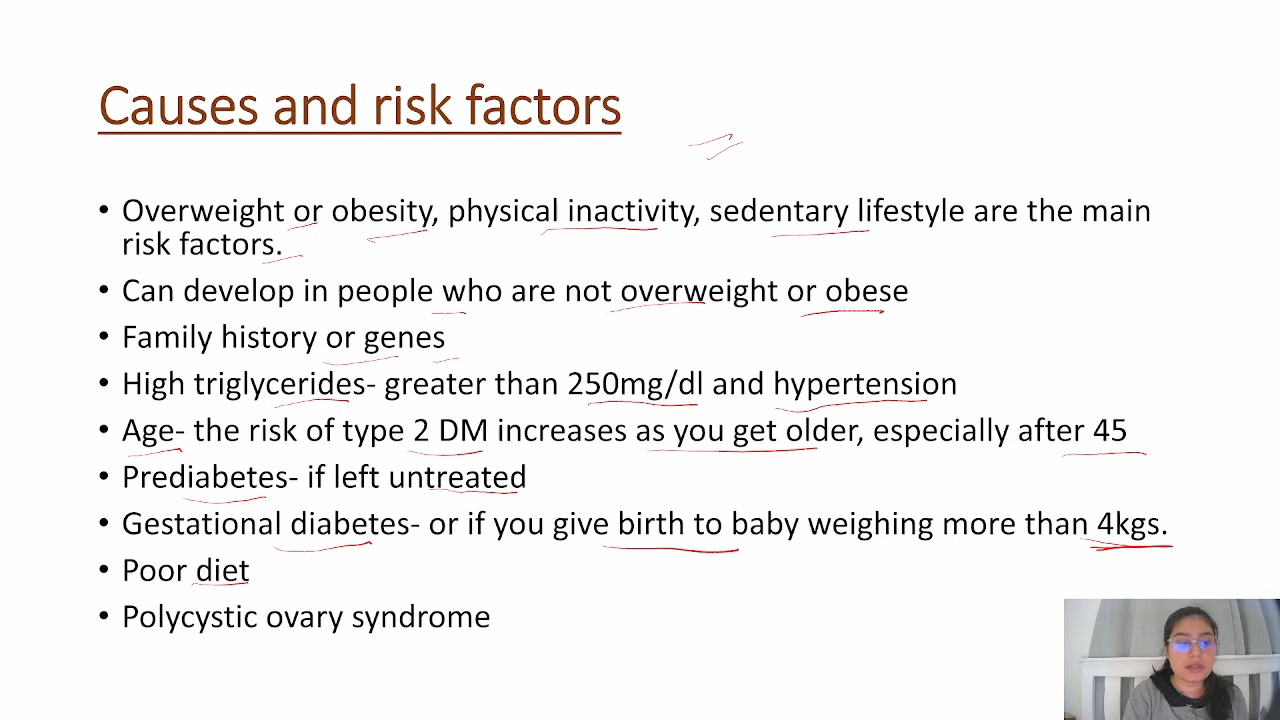 Causes and risk factors
• Overweight or obesity, physical inactivity, sedentary lifestyle are the main
risk factors.
• Can develop in people who are not overweight or obese
• Family history or genes
• High triglycerides- greater than 250mg/dl and hypertension
• Age- the risk of type 2 DM increases as you get older, especially after 45
• Prediabetes- if left untreated
• Gestational diabetes- or if you give birth to baby weighing more than 4kgs.
• Poor diet
• Polycystic ovary syndrome